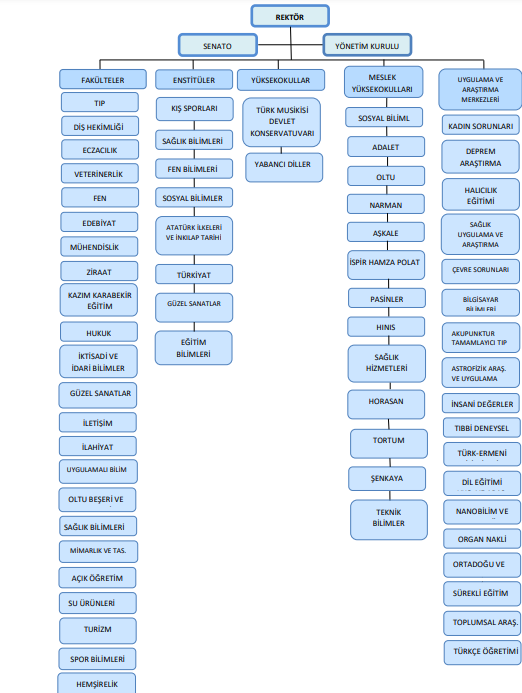 REKTÖR
SENATO
YÖNETİM KURULU
FAKÜLTELER
TIP
DİŞ HEKİMLİĞİ
ECZACILIK
VETERİNERLİK
FEN
EDEBİYAT
MÜHENDİSLİK
ZİRAAT
KAZIM KARABEKİR
EĞİTİM
HUKUK
İKTİSADİ VE
İDARİ BİLİMLER
GÜZEL SANATLAR
İLETİŞİM
İLAHİYAT
UYGULAMALI BİLİM
OLTU BEŞERİ VE
SAĞLIK BİLİMLERİ
MİMARLIK VE TAS.
AÇIK ÖĞRETİM
SU ÜRÜNLERİ
TURİZM
SPOR BİLİMLERİ
HEMŞİRELİK
ENSTİTÜLER
KIŞ SPORLARI
SAĞLIK BİLİMLERİ
FEN BİLİMLERİ
SOSYAL BİLİMLER
ATATÜRK İLKELERİ
VE İNKILAP TARİHİ
TÜRKİYAT
GÜZEL SANATLAR
EĞİTİM
BİLİMLERİ
YÜKSEKOKULLAR
TÜRK MUSİKİSİ
DEVLET
KONSERVATUVARI
YABANCI DİLLER
MESLEK
YÜKSEKOKULLARI
SOSYAL BİLİML
ADALET
OLTU
NARMAN
AŞKALE
İSPİR HAMZA POLAT
PASİNLER
HINIS
SAĞLIK
HİZMETLERİ
HORASAN
TORTUM
ŞENKAYA
TEKNİK
BİLİMLER
UYGULAMA VE
ARAŞTIRMA
MERKEZLERİ
KADIN SORUNLARI
DEPREM
ARAŞTIRMA
HALICILIK
EĞİTİMİ
SAĞLIK
UYGULAMA VE
ARAŞTIRMA
ÇEVRE SORUNLARI
BİLGİSAYAR
BİLİMLERİ
AKUPUNKTUR
TAMAMLAYICI TIP
ASTROFİZİK ARAŞ.
VE UYGULAMA
İNSANİ DEĞERLER
TIBBİ DENEYSEL
TÜRK-ERMENİ
DİL EĞİTİMİ
NANOBİLİM VE
ORGAN NAKLİ
ORTADOĞU VE
SÜREKLİ EĞİTİM
TOPLUMSAL ARAŞ.
TÜRKÇE ÖĞRETİMİ